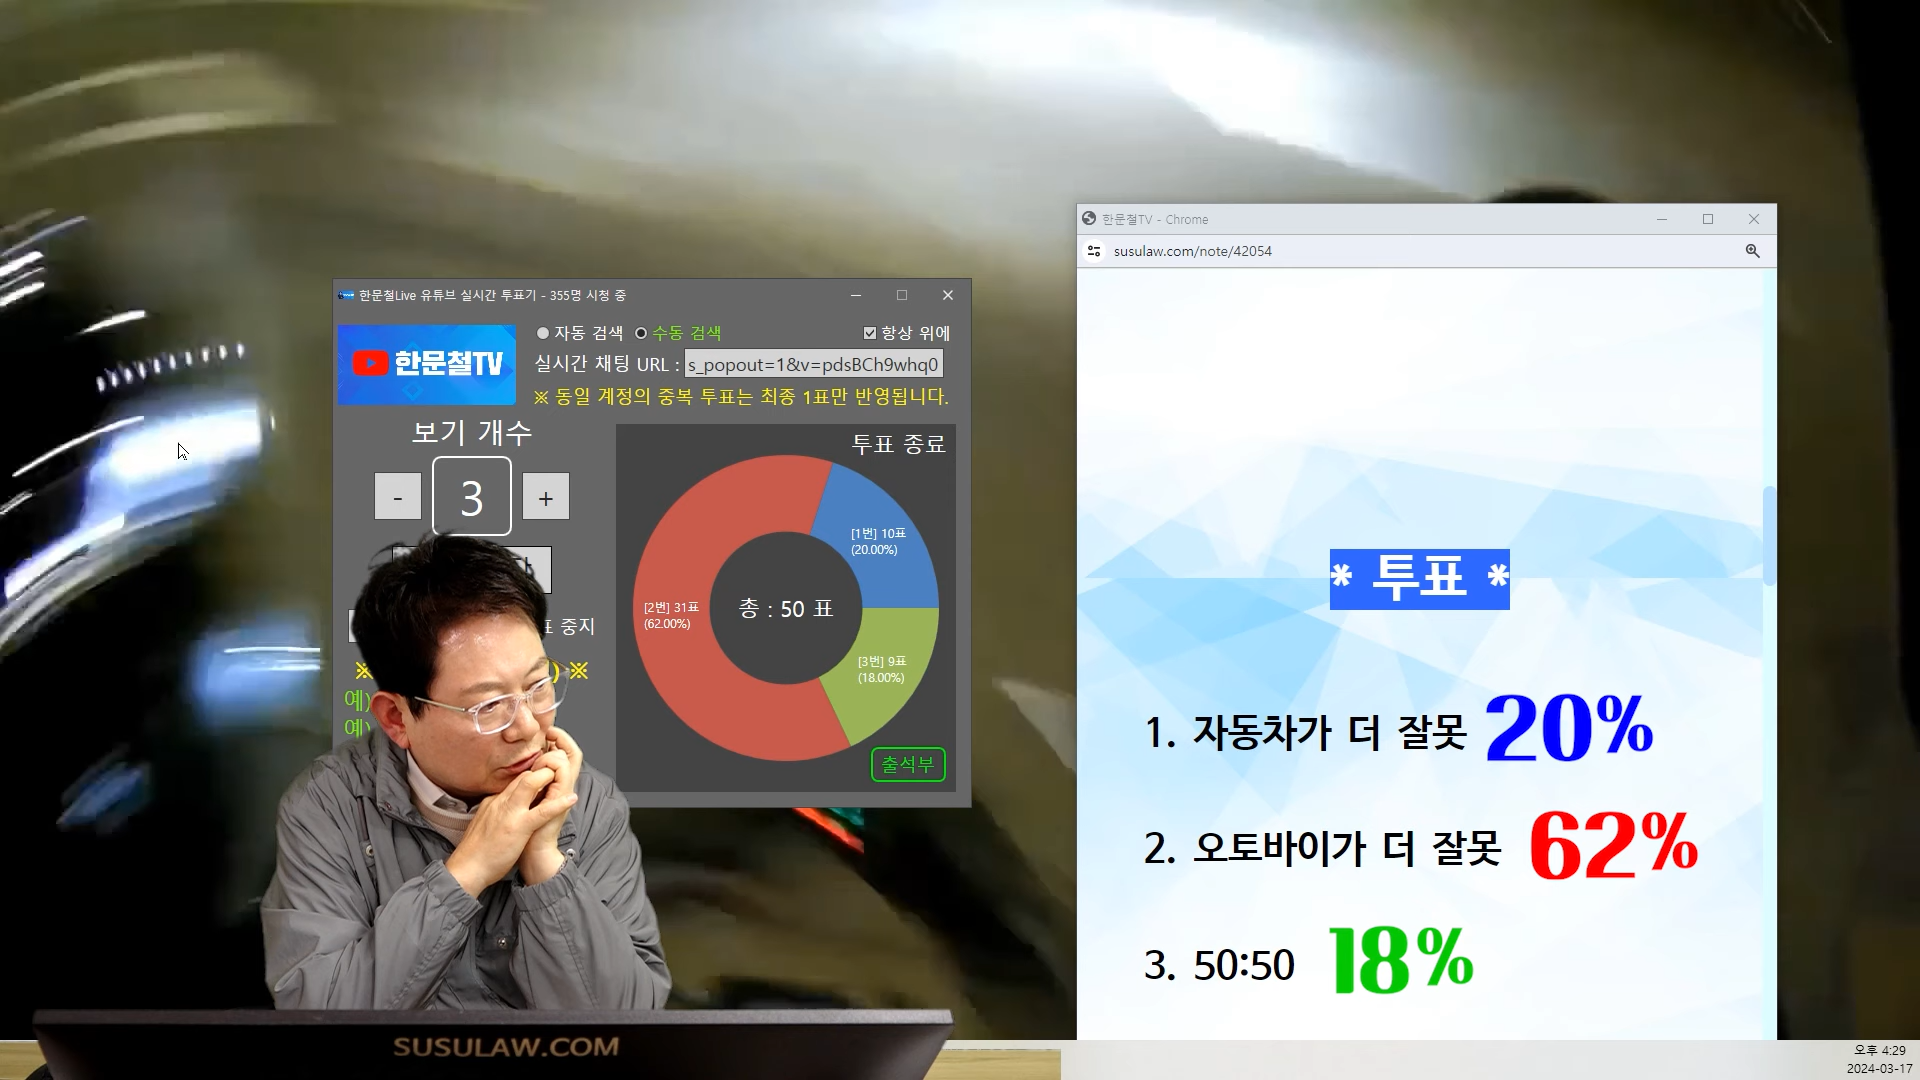 한문철Live 유튜브 실시간 투표기 - 355명 시청 중
한문철TV
자동 검색 수동 검색 항상 위에
실시간 채팅 URL : s_popout=1&v=pdsBCh9whq0
※ 동일 계정의 중복 투표는 최종 1표만 반영됩니다.
보기 개수
- 3 +
표 중지
※ ) ※
예)
예)
투표 종료
[1번] 10표
(20.00%)
[2번] 31표
(62.00%)
총 : 50 표
[3번] 9표
(18.00%)
출석부
한문철TV - Chrome
susulaw.com/note/42054
* 투표 *
1. 자동차가 더 잘못 20%
2. 오토바이가 더 잘못 62%
3. 50:50 18%
SUSULAW.COM
오후 4:29
2024-03-17